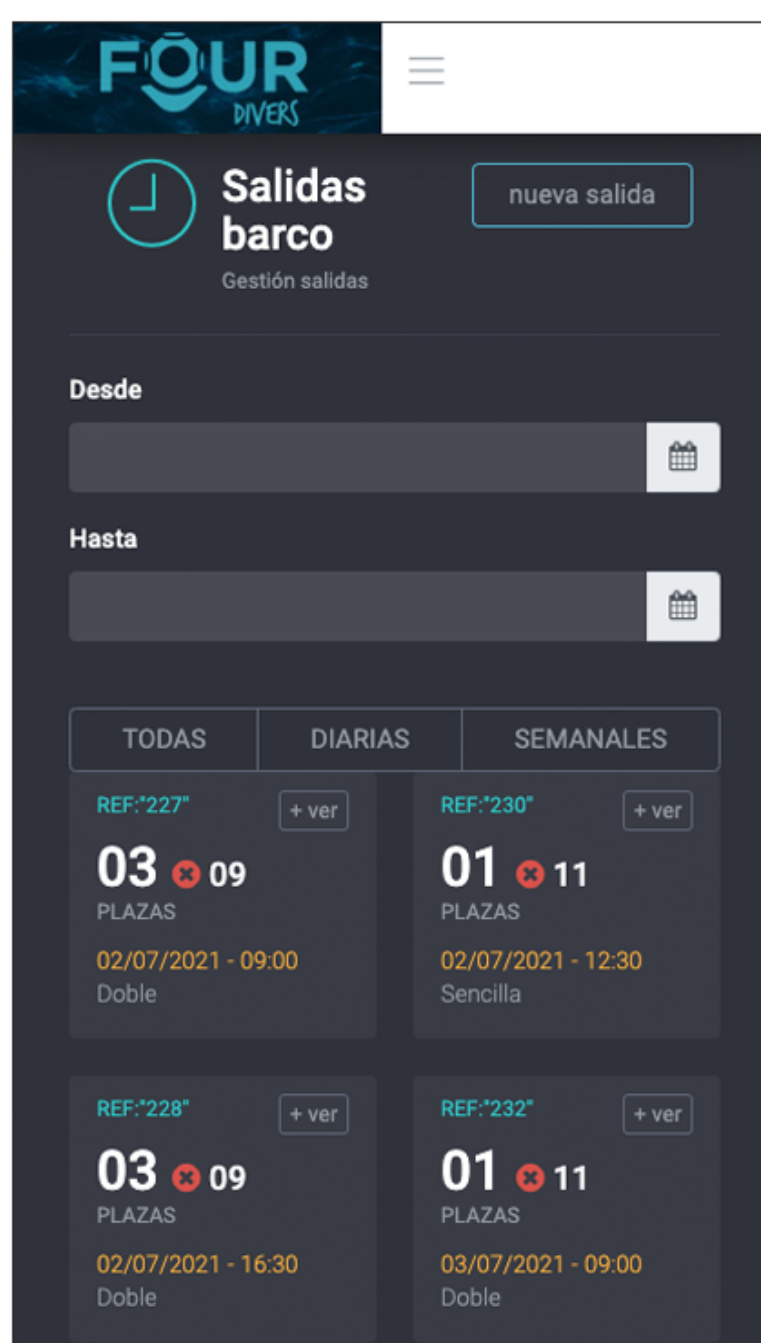 FOUR
DIVERS
Salidas
barco
nueva salida
Gestión salidas
Desde
Hasta
TODAS
DIARIAS
SEMANALES
REF:"227"
+ ver
03 09
PLAZAS
02/07/2021 - 09:00
Doble
REF:"230"
+ ver
01 11
PLAZAS
02/07/2021 - 12:30
Sencilla
REF:"228"
+ ver
03 09
PLAZAS
02/07/2021 - 16:30
Doble
REF:"232"
+ ver
01 11
PLAZAS
03/07/2021 - 09:00
Doble